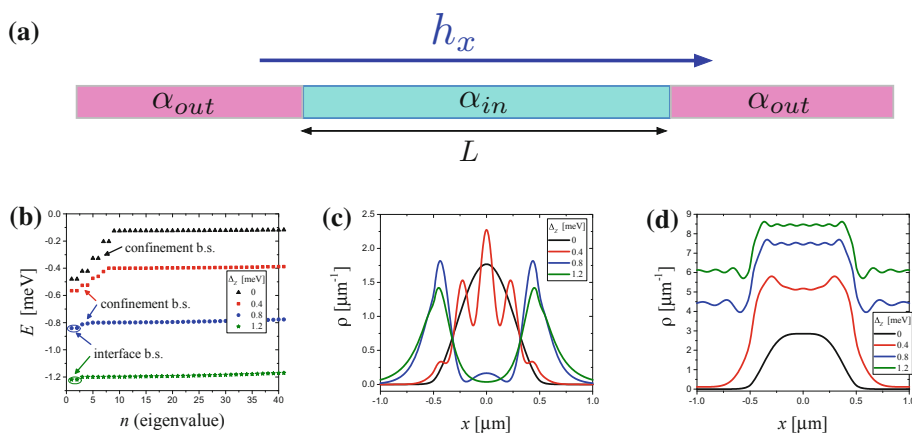 (a)
h_x
α_out α_in α_out
L
(b)
E [meV]
0.0
-0.2
-0.4
-0.6
-0.8
-1.0
-1.2
0 5 10 15 20 25 30 35 40
n (eigenvalue)
confinement b.s.
confinement b.s.
interface b.s.
Δ_Z [meV]
0
0.4
0.8
1.2
(c)
ρ [μm⁻¹]
2.5
2.0
1.5
1.0
0.5
0.0
-1.0 -0.5 0.0 0.5 1.0
x [μm]
Δ_Z [meV]
0
0.4
0.8
1.2
(d)
ρ [μm⁻¹]
9
8
7
6
5
4
3
2
1
0
-1.0 -0.5 0.0 0.5 1.0
x [μm]
Δ_Z [meV]
0
0.4
0.8
1.2